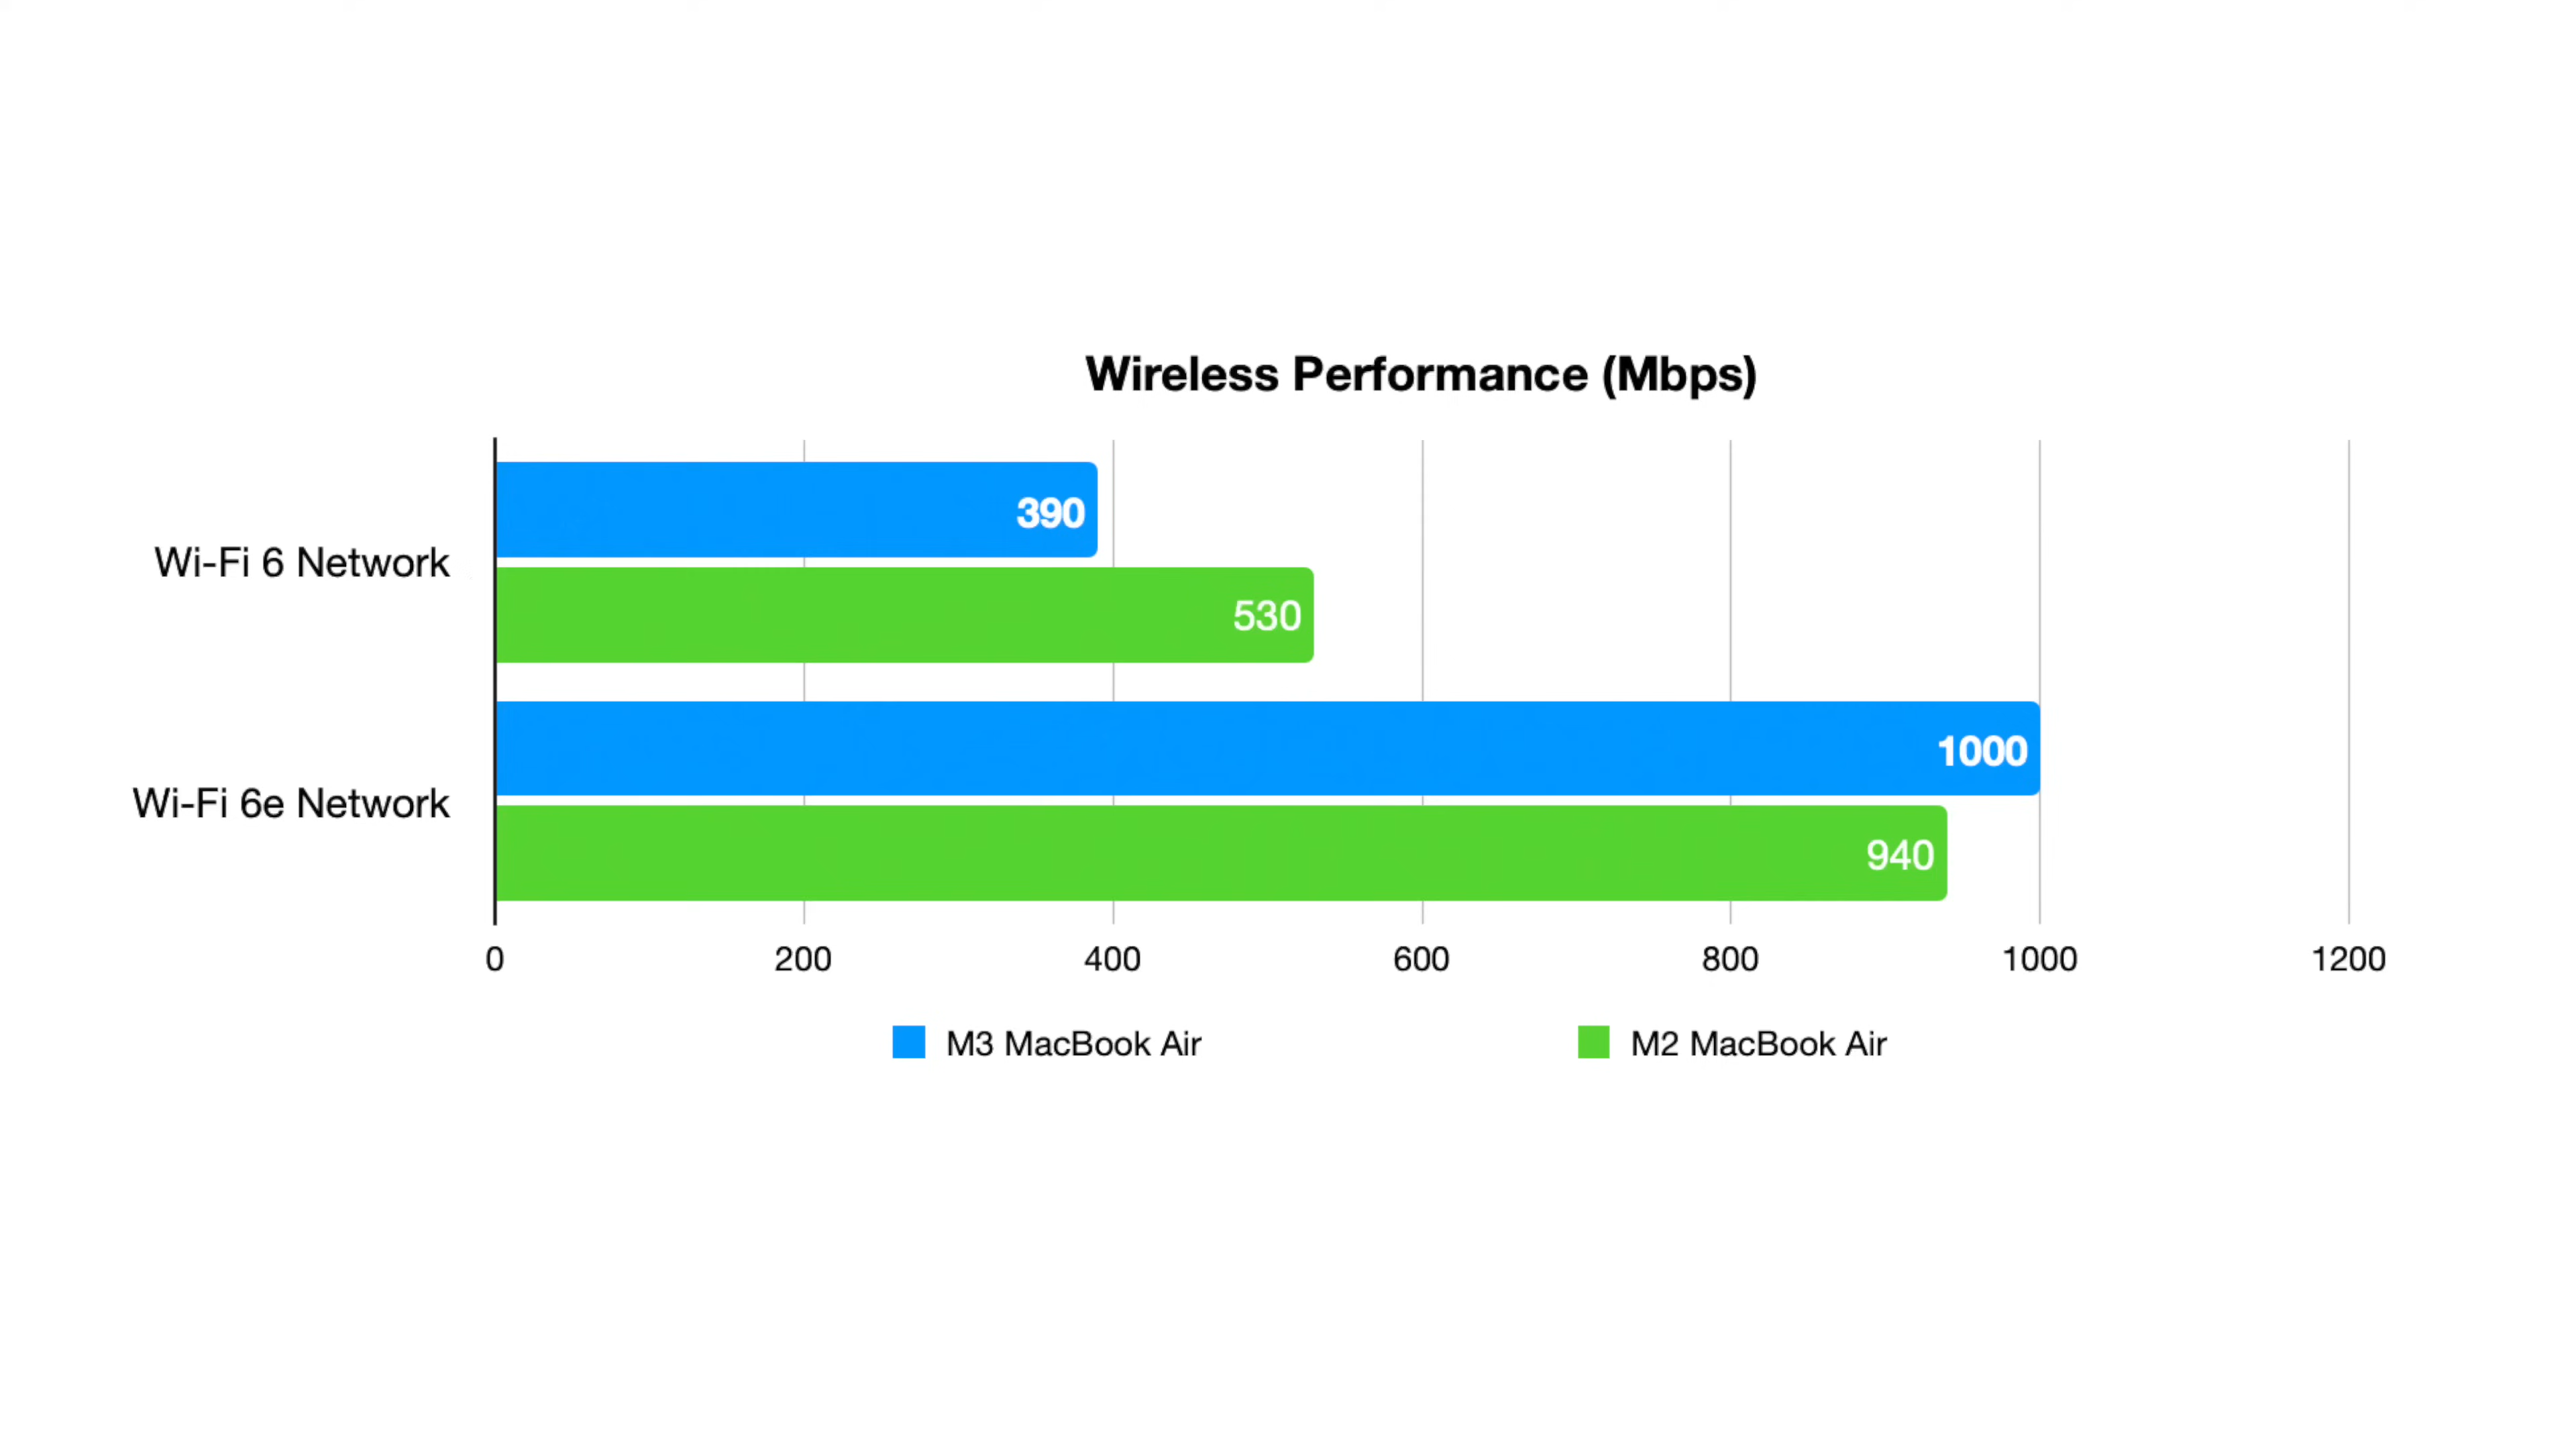 Wireless Performance (Mbps)
390
Wi-Fi 6 Network
530
1000
Wi-Fi 6e Network
940
0 200 400 600 800 1000 1200
M3 MacBook Air M2 MacBook Air